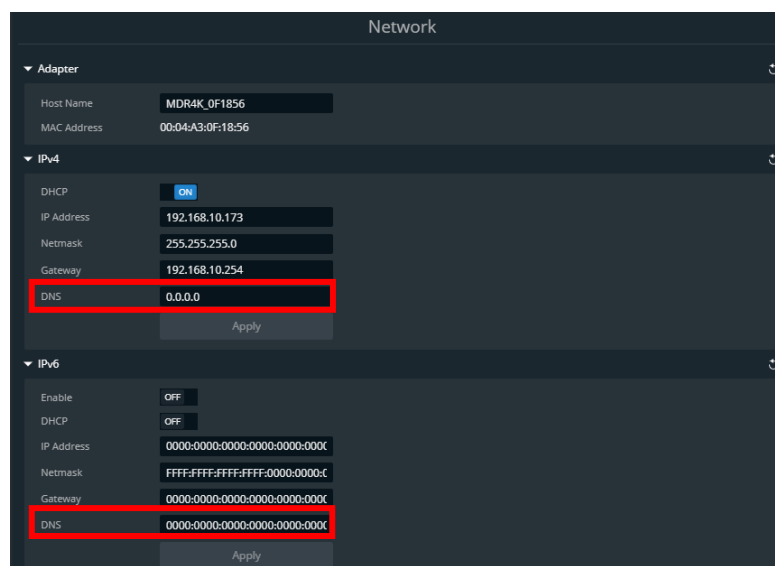 Network
Adapter
Host Name MDR4K_0F1856
MAC Address 00:04:A3:0F:18:56
IPv4
DHCP ON
IP Address 192.168.10.173
Netmask 255.255.255.0
Gateway 192.168.10.254
DNS 0.0.0.0
Apply
IPv6
Enable OFF
DHCP OFF
IP Address 0000:0000:0000:0000:0000:000
Netmask FFFF:FFFF:FFFF:FFFF:0000:0000:
Gateway 0000:0000:0000:0000:0000:000
DNS 0000:0000:0000:0000:0000:000
Apply